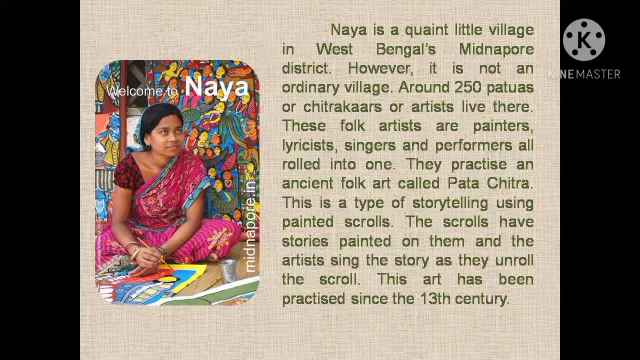 Welcome to Naya
midnapore.in
Naya is a quaint little village
in West Bengal's Midnapore
district. However, it is not an
ordinary village. Around 250 patuas
or chitrakaars or artists live there.
These folk artists are painters,
lyricists, singers and performers all
rolled into one. They practise an
ancient folk art called Pata Chitra.
This is a type of storytelling using
painted scrolls. The scrolls have
stories painted on them and the
artists sing the story as they unroll
the scroll. This art has been
practised since the 13th century.
K
KINEMASTER